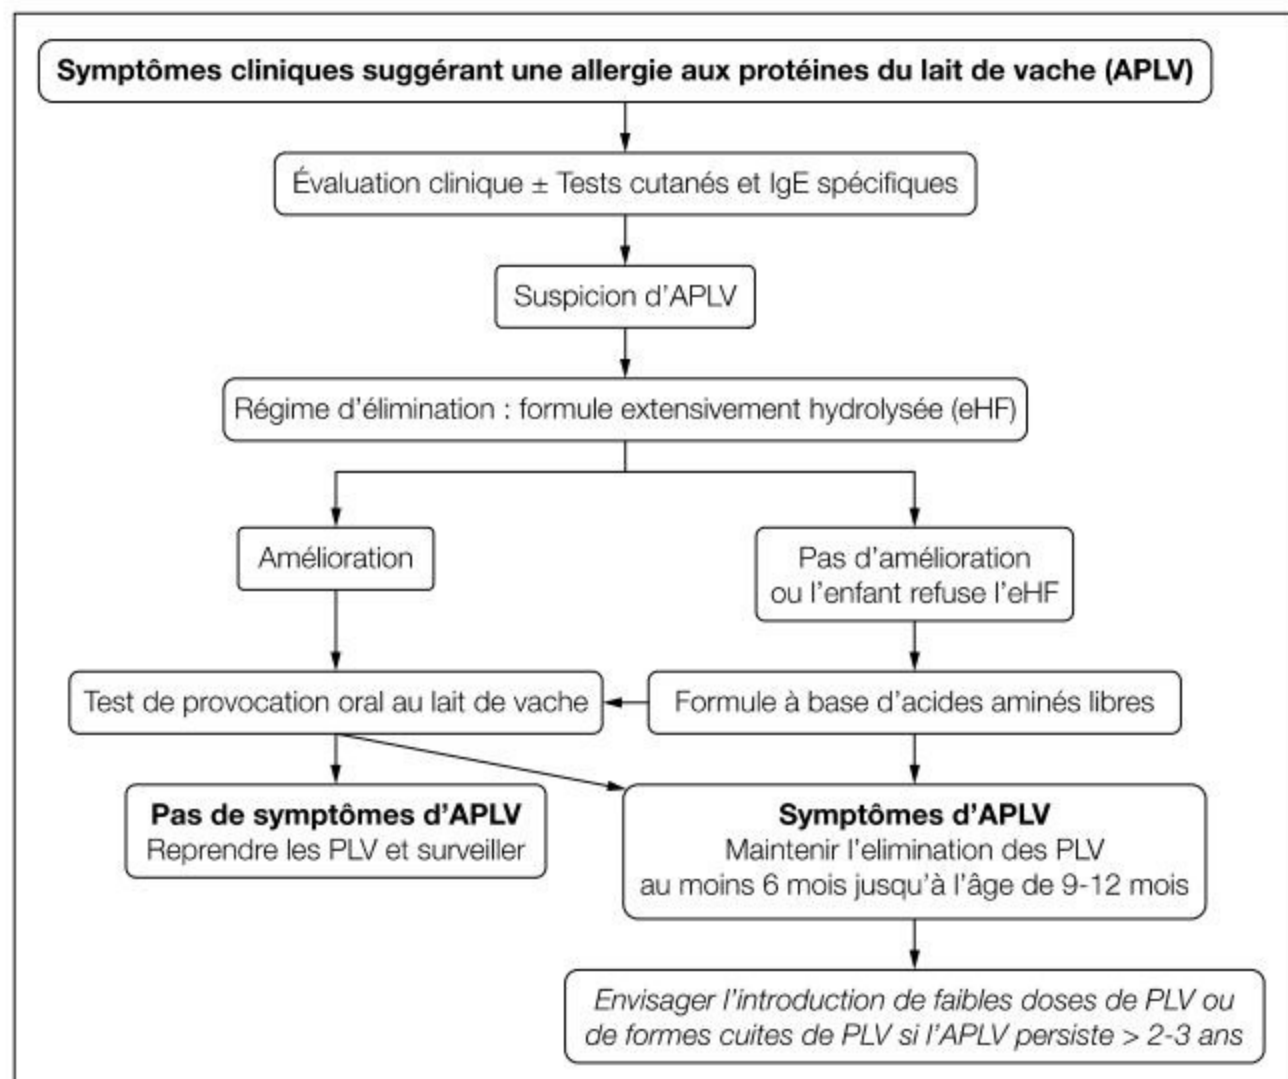 Symptômes cliniques suggérant une allergie aux protéines du lait de vache (APLV)
Évaluation clinique ± Tests cutanés et IgE spécifiques
Suspicion d’APLV
Régime d’élimination : formule extensivement hydrolysée (eHF)
Amélioration
Pas d’amélioration
ou l’enfant refuse l’eHF
Test de provocation oral au lait de vache
Formule à base d’acides aminés libres
Pas de symptômes d’APLV
Reprendre les PLV et surveiller
Symptômes d’APLV
Maintenir l’elimination des PLV
au moins 6 mois jusqu’à l’âge de 9-12 mois
Envisager l’introduction de faibles doses de PLV ou
de formes cuites de PLV si l’APLV persiste > 2-3 ans